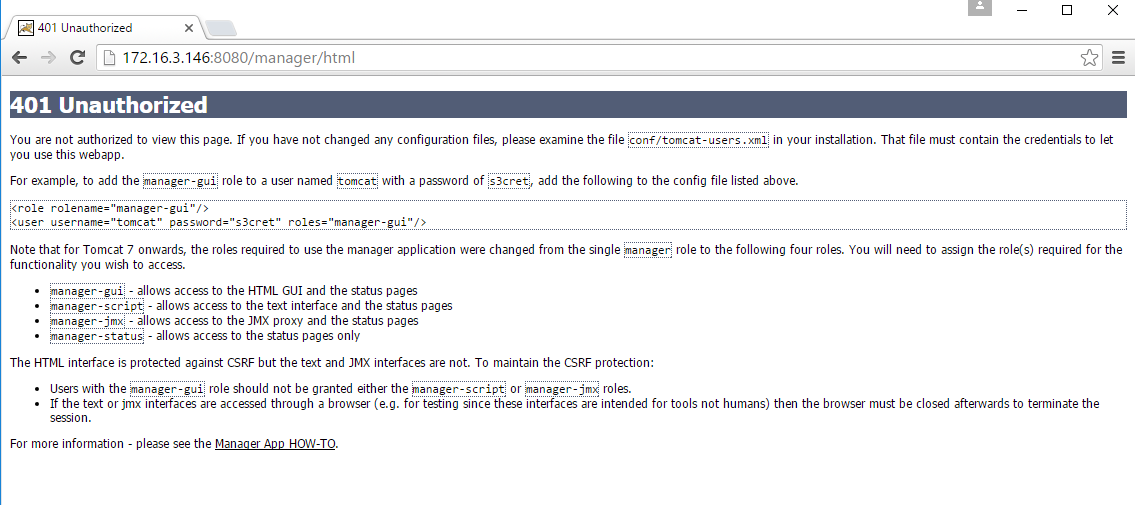 401 Unauthorized
172.16.3.146:8080/manager/html
401 Unauthorized
You are not authorized to view this page. If you have not changed any configuration files, please examine the file conf/tomcat-users.xml in your installation. That file must contain the credentials to let
you use this webapp.
For example, to add the manager-gui role to a user named tomcat with a password of s3cret, add the following to the config file listed above.
<role rolename="manager-gui"/>
<user username="tomcat" password="s3cret" roles="manager-gui"/>
Note that for Tomcat 7 onwards, the roles required to use the manager application were changed from the single manager role to the following four roles. You will need to assign the role(s) required for the
functionality you wish to access.
• manager-gui - allows access to the HTML GUI and the status pages
• manager-script - allows access to the text interface and the status pages
• manager-jmx - allows access to the JMX proxy and the status pages
• manager-status - allows access to the status pages only
The HTML interface is protected against CSRF but the text and JMX interfaces are not. To maintain the CSRF protection:
• Users with the manager-gui role should not be granted either the manager-script or manager-jmx roles.
• If the text or jmx interfaces are accessed through a browser (e.g. for testing since these interfaces are intended for tools not humans) then the browser must be closed afterwards to terminate the
session.
For more information - please see the Manager App HOW-TO.